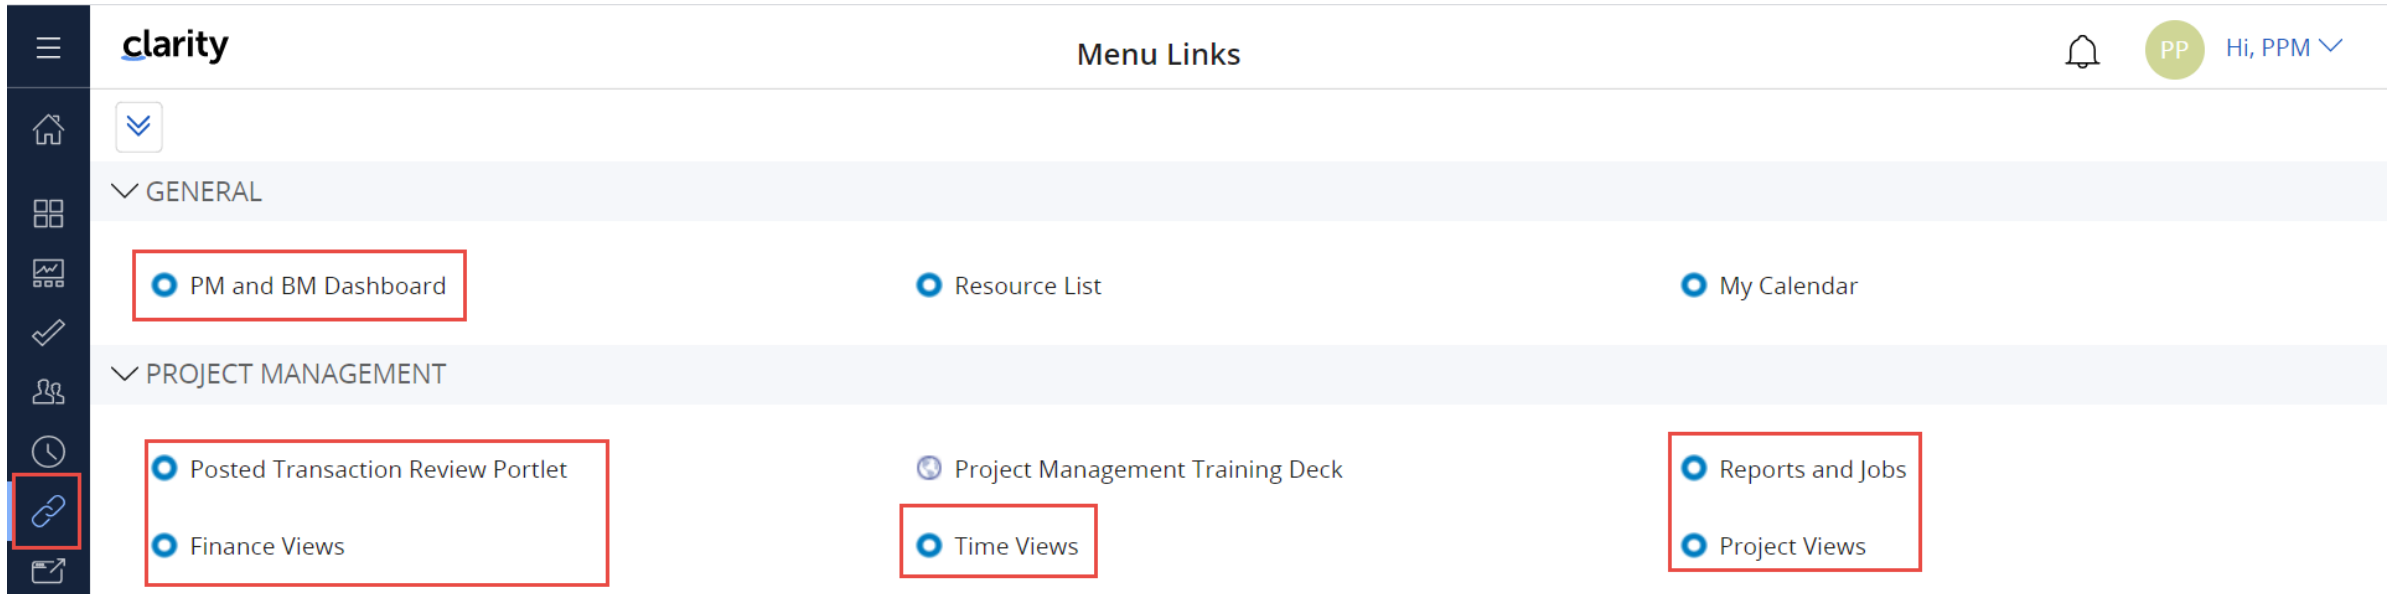 clarity
Menu Links
PP
Hi, PPM
GENERAL
PM and BM Dashboard
Resource List
My Calendar
PROJECT MANAGEMENT
Posted Transaction Review Portlet
Project Management Training Deck
Reports and Jobs
Finance Views
Time Views
Project Views